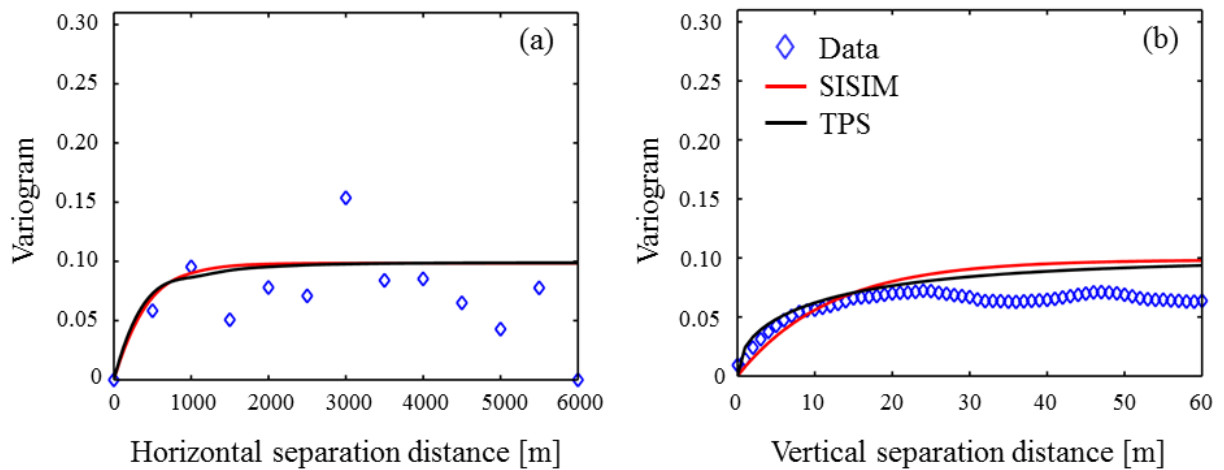 (a)
0.30
0.25
0.20
0.15
0.10
0.05
0
Variogram
0 1000 2000 3000 4000 5000 6000
Horizontal separation distance [m]
(b)
Data
SISIM
TPS
0.30
0.25
0.20
0.15
0.10
0.05
0
Variogram
0 10 20 30 40 50 60
Vertical separation distance [m]